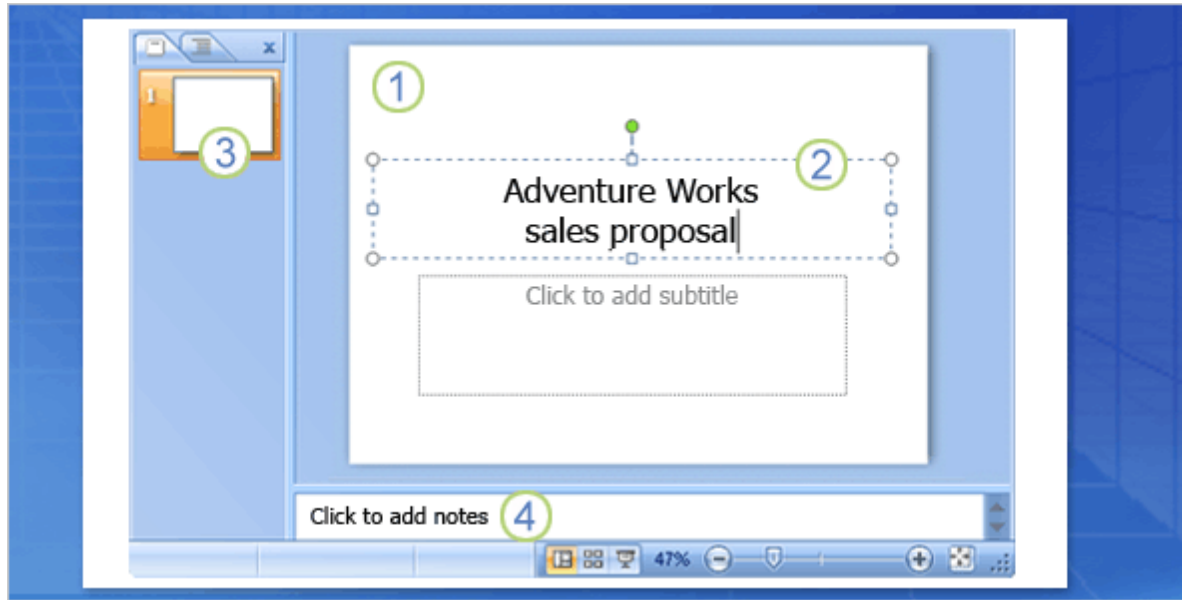 1
1
3
2
Adventure Works
sales proposal
Click to add subtitle
Click to add notes 4
47%